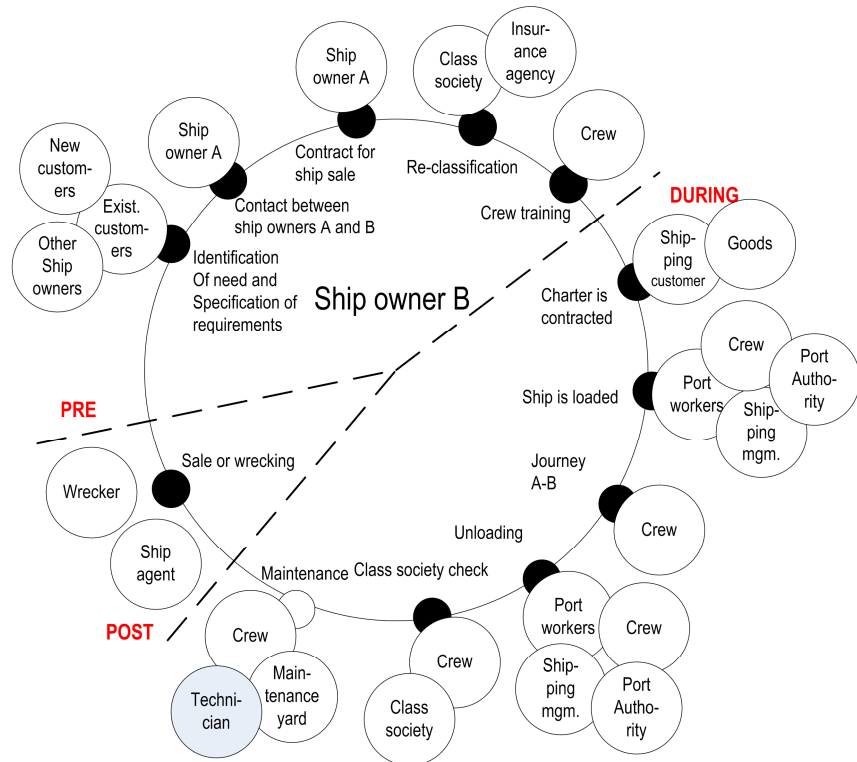 Insur-
ance
agency
Ship
owner A
Class
society
Ship
owner A
Crew
New
custom-
ers
Exist.
custom-
ers
Other
Ship
owners
Contract for
ship sale
Re-classification
Contact between
ship owners A and B
Crew training
DURING
Identification
Of need and
Specification of
requirements
Ship owner B
Ship-
ping
customer
Goods
Charter is
contracted
Crew
Port
Autho-
rity
Port
workers
Ship-
ping
mgm.
Ship is loaded
PRE
Sale or wrecking
Wrecker
Journey
A-B
Crew
Unloading
Ship
agent
Maintenance
Class society check
POST
Crew
Main-
tenance
yard
Techni-
cian
Crew
Class
society
Port
workers
Crew
Ship-
ping
mgm.
Port
Autho-
rity